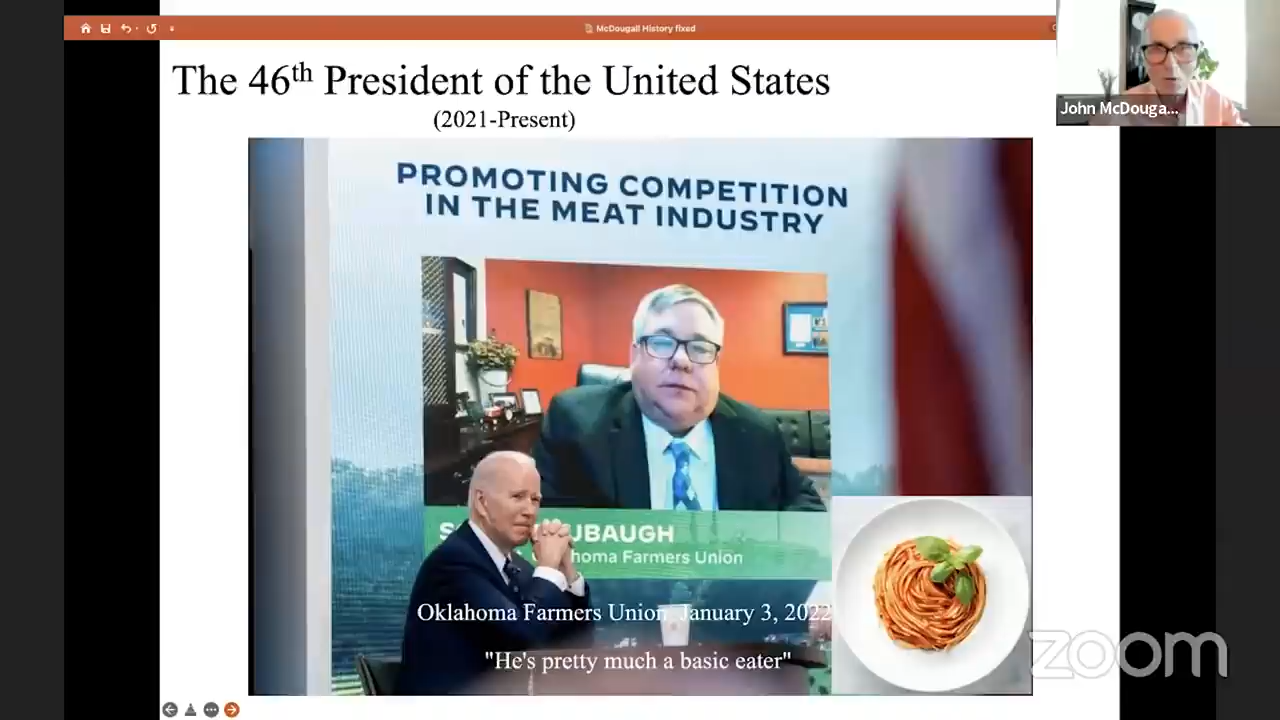 McDougall History fixed
The 46th President of the United States
(2021-Present)
John McDouga...
PROMOTING COMPETITION
IN THE MEAT INDUSTRY
UBAUGH
Farmers Union
Oklahoma Farmers Union January 3, 2022
"He's pretty much a basic eater"
zoom